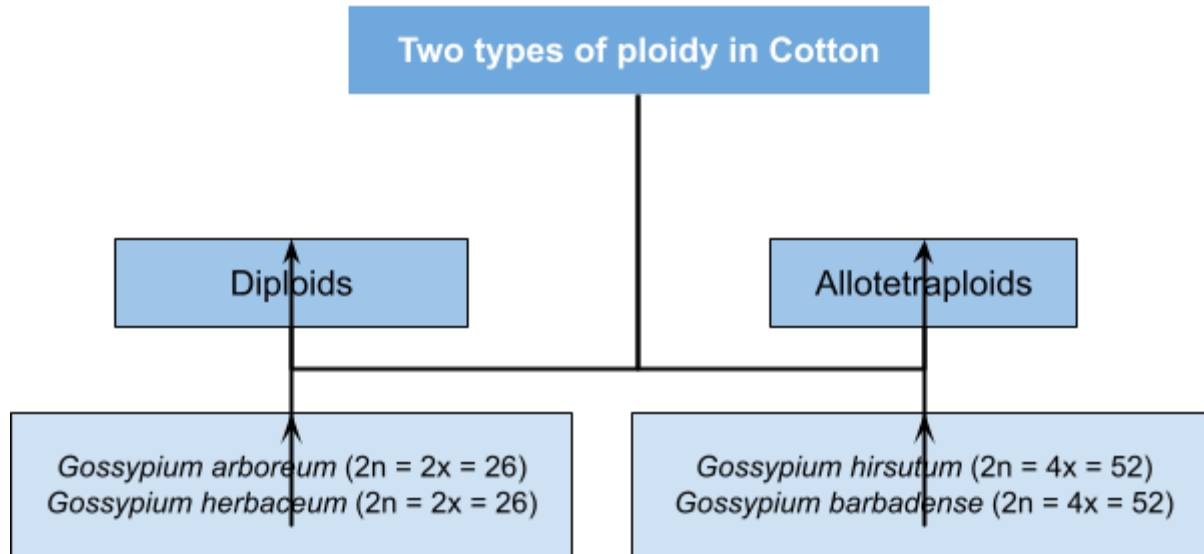 Two types of ploidy in Cotton
Diploids
Allotetraploids
Gossypium arboreum (2n = 2x = 26)
Gossypium herbaceum (2n = 2x = 26)
Gossypium hirsutum (2n = 4x = 52)
Gossypium barbadense (2n = 4x = 52)